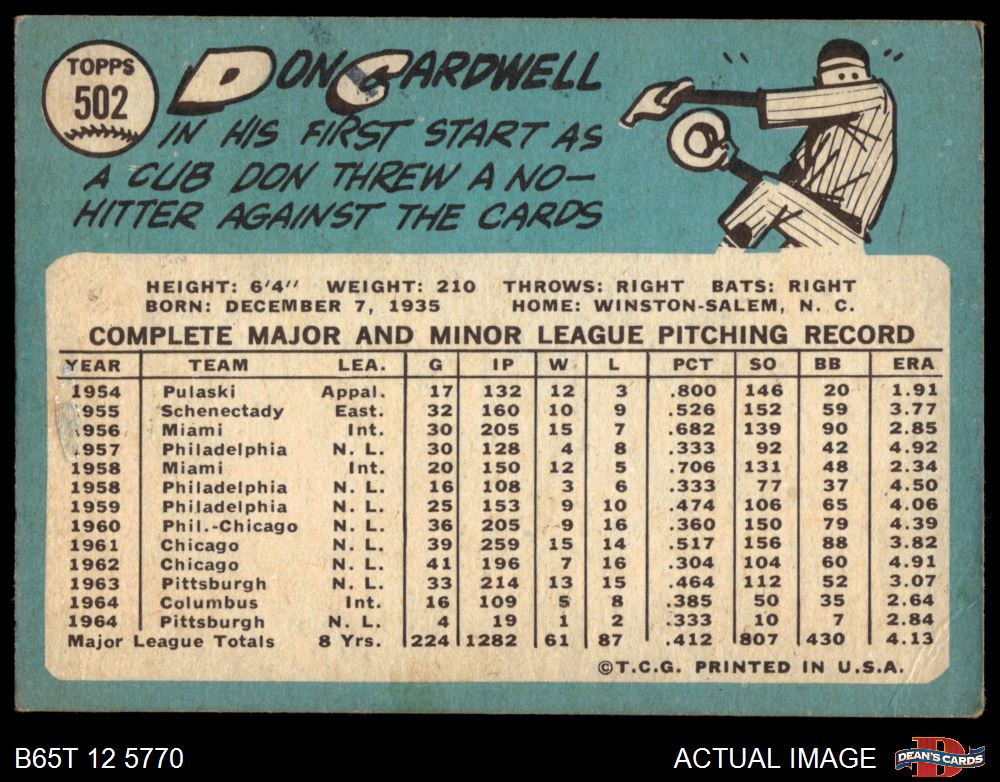 TOPPS
502
DON CARDWELL
IN HIS FIRST START AS
A CUB DON THREW A NO-
HITTER AGAINST THE CARDS
HEIGHT: 6'4" WEIGHT: 210 THROWS: RIGHT BATS: RIGHT
BORN: DECEMBER 7, 1935 HOME: WINSTON-SALEM, N. C.
COMPLETE MAJOR AND MINOR LEAGUE PITCHING RECORD
YEAR TEAM LEA. G IP W L PCT SO BB ERA
1954 Pulaski Appal. 17 132 12 3 .800 146 20 1.91
1955 Schenectady East. 32 160 10 9 .526 152 59 3.77
1956 Miami Int. 30 205 15 7 .682 139 90 2.85
1957 Philadelphia N. L. 30 128 4 8 .333 92 42 4.92
1958 Miami Int. 20 150 12 5 .706 131 48 2.34
1958 Philadelphia N. L. 16 108 3 6 .333 77 37 4.50
1959 Philadelphia N. L. 25 153 9 10 .474 106 65 4.06
1960 Phil.-Chicago N. L. 36 205 9 16 .360 150 79 4.39
1961 Chicago N. L. 39 259 15 14 .517 156 88 3.82
1962 Chicago N. L. 41 196 7 16 .304 104 60 4.91
1963 Pittsburgh N. L. 33 214 13 15 .464 112 52 3.07
1964 Columbus Int. 16 109 5 8 .385 50 35 2.64
1964 Pittsburgh N. L. 4 19 1 2 .333 10 7 2.84
Major League Totals 8 Yrs. 224 1282 61 87 .412 807 430 4.13
©T.C.G. PRINTED IN U.S.A.
B65T 12 5770
ACTUAL IMAGE
D
DEAN'S CARDS